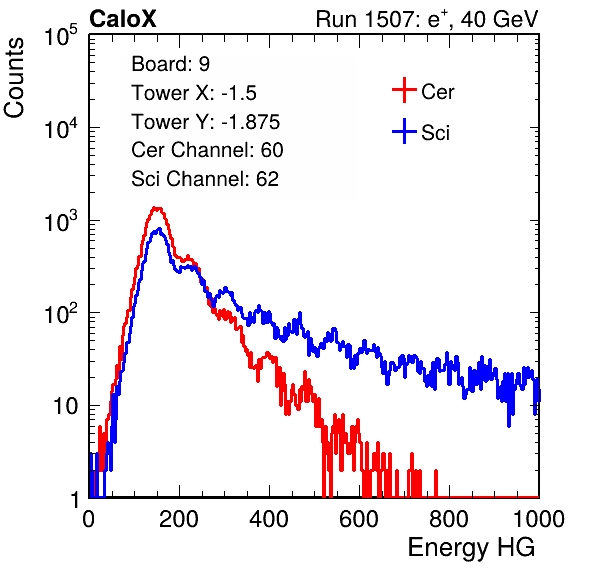 CaloX Run 1507: e⁺, 40 GeV
Counts
Board: 9
Tower X: -1.5
Tower Y: -1.875
Cer Channel: 60
Sci Channel: 62
Cer
Sci
10⁵
10⁴
10³
10²
10
1
0 200 400 600 800 1000
Energy HG